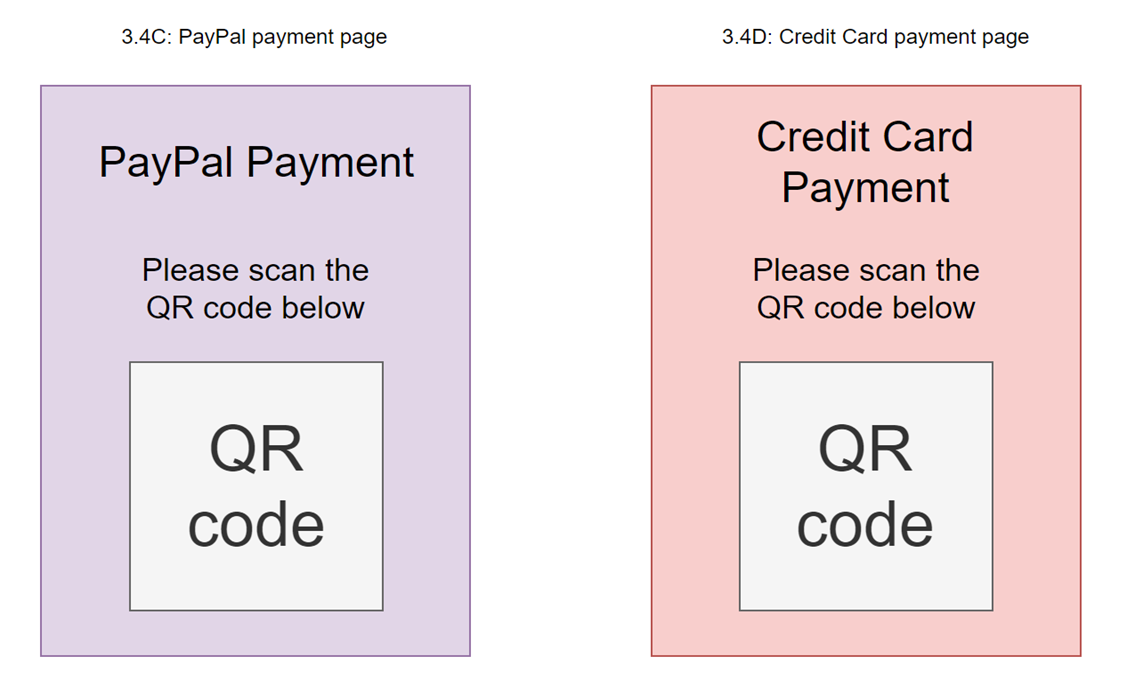 3.4C: PayPal payment page
PayPal Payment
Please scan the
QR code below
QR
code
3.4D: Credit Card payment page
Credit Card
Payment
Please scan the
QR code below
QR
code